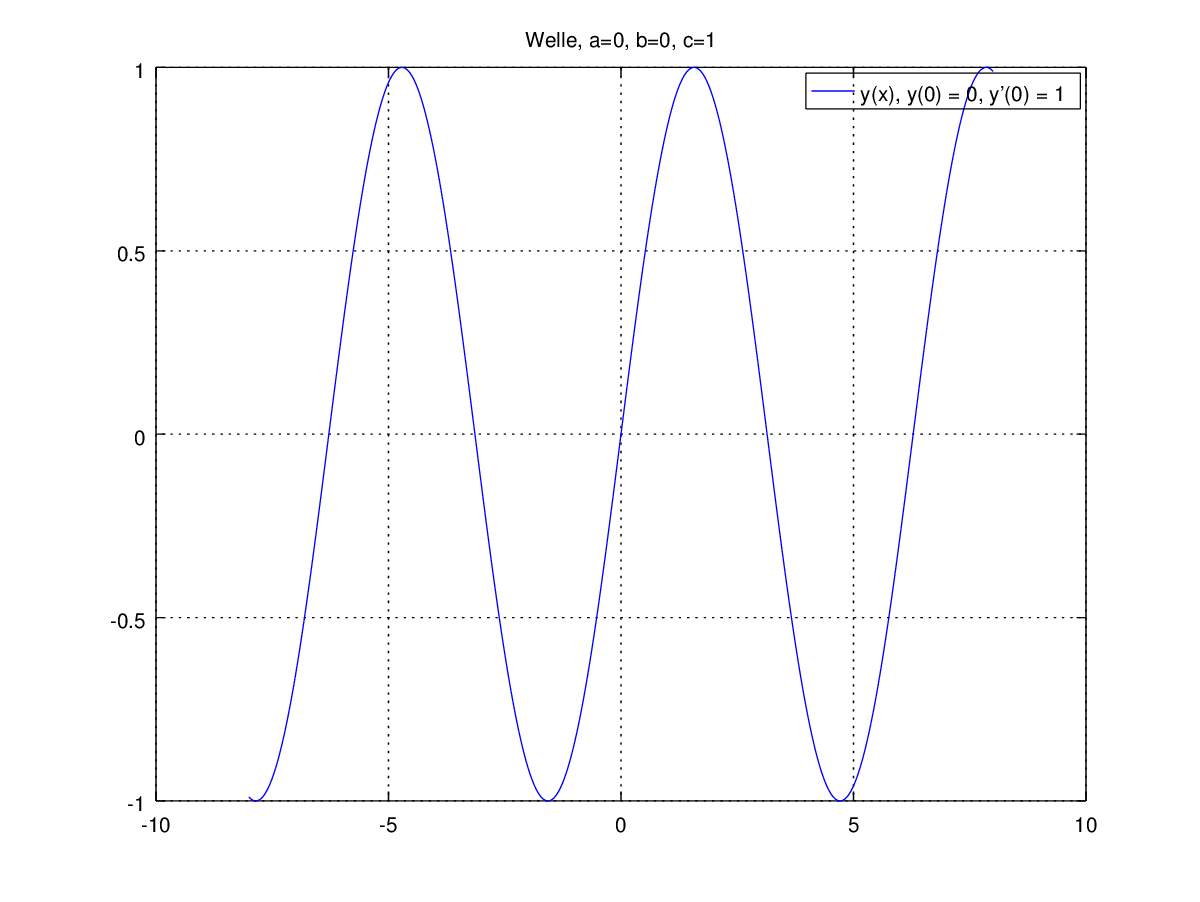 Welle, a=0, b=0, c=1
y(x), y(0) = 0, y'(0) = 1
1
0.5
0
-0.5
-1
-10 -5 0 5 10